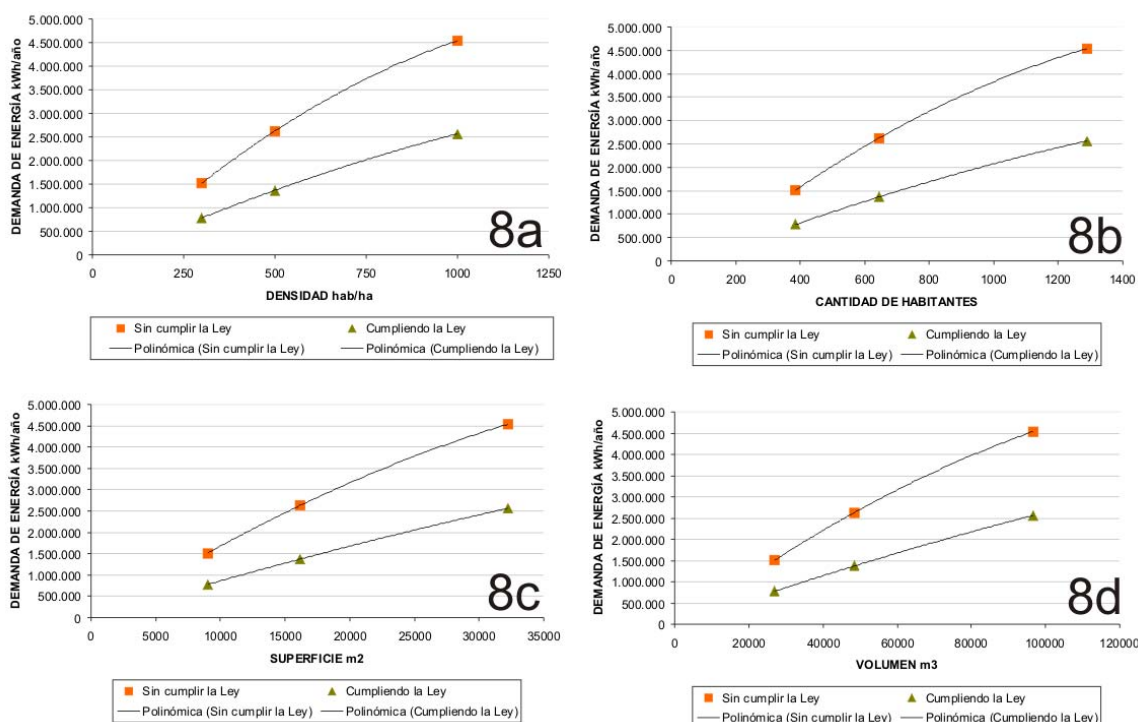 DEMANDA DE ENERGÍA kWh/año
5.000.000
4.500.000
4.000.000
3.500.000
3.000.000
2.500.000
2.000.000
1.500.000
1.000.000
500.000
0
0 250 500 750 1000 1250
DENSIDAD hab/ha
8a
Sin cumplir la Ley Cumpliendo la Ley
Polinómica (Sin cumplir la Ley) Polinómica (Cumpliendo la Ley)
DEMANDA DE ENERGÍA kWh/año
5.000.000
4.500.000
4.000.000
3.500.000
3.000.000
2.500.000
2.000.000
1.500.000
1.000.000
500.000
0
0 200 400 600 800 1000 1200 1400
CANTIDAD DE HABITANTES
8b
Sin cumplir la Ley Cumpliendo la Ley
Polinómica (Sin cumplir la Ley) Polinómica (Cumpliendo la Ley)
DEMANDA DE ENERGÍA kWh/año
5.000.000
4.500.000
4.000.000
3.500.000
3.000.000
2.500.000
2.000.000
1.500.000
1.000.000
500.000
0
0 5000 10000 15000 20000 25000 30000 35000
SUPERFICIE m2
8c
Sin cumplir la Ley Cumpliendo la Ley
Polinómica (Sin cumplir la Ley) Polinómica (Cumpliendo la Ley)
DEMANDA DE ENERGÍA kWh/año
5.000.000
4.500.000
4.000.000
3.500.000
3.000.000
2.500.000
2.000.000
1.500.000
1.000.000
500.000
0
0 20000 40000 60000 80000 100000 120000
VOLUMEN m3
8d
Sin cumplir la Ley Cumpliendo la Ley
Polinómica (Sin cumplir la Ley) Polinómica (Cumpliendo la Ley)